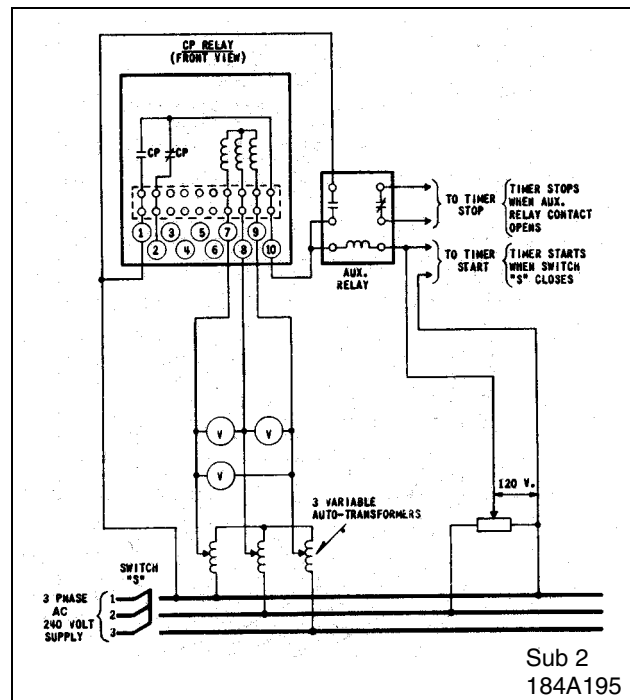 CP RELAY
(FRONT VIEW)
CP CP
1 3 5 7 9
2 4 6 8 10
AUX.
RELAY
TO TIMER
STOP
TIMER STOPS
WHEN AUX.
RELAY CONTACT
OPENS
TO TIMER
START
TIMER STARTS
WHEN SWITCH
"S" CLOSES
V V
V
120 V.
3 VARIABLE
AUTO-TRANSFORMERS
SWITCH
"S"
3 PHASE
AC
240 VOLT
SUPPLY
1
2
3
Sub 2
184A195